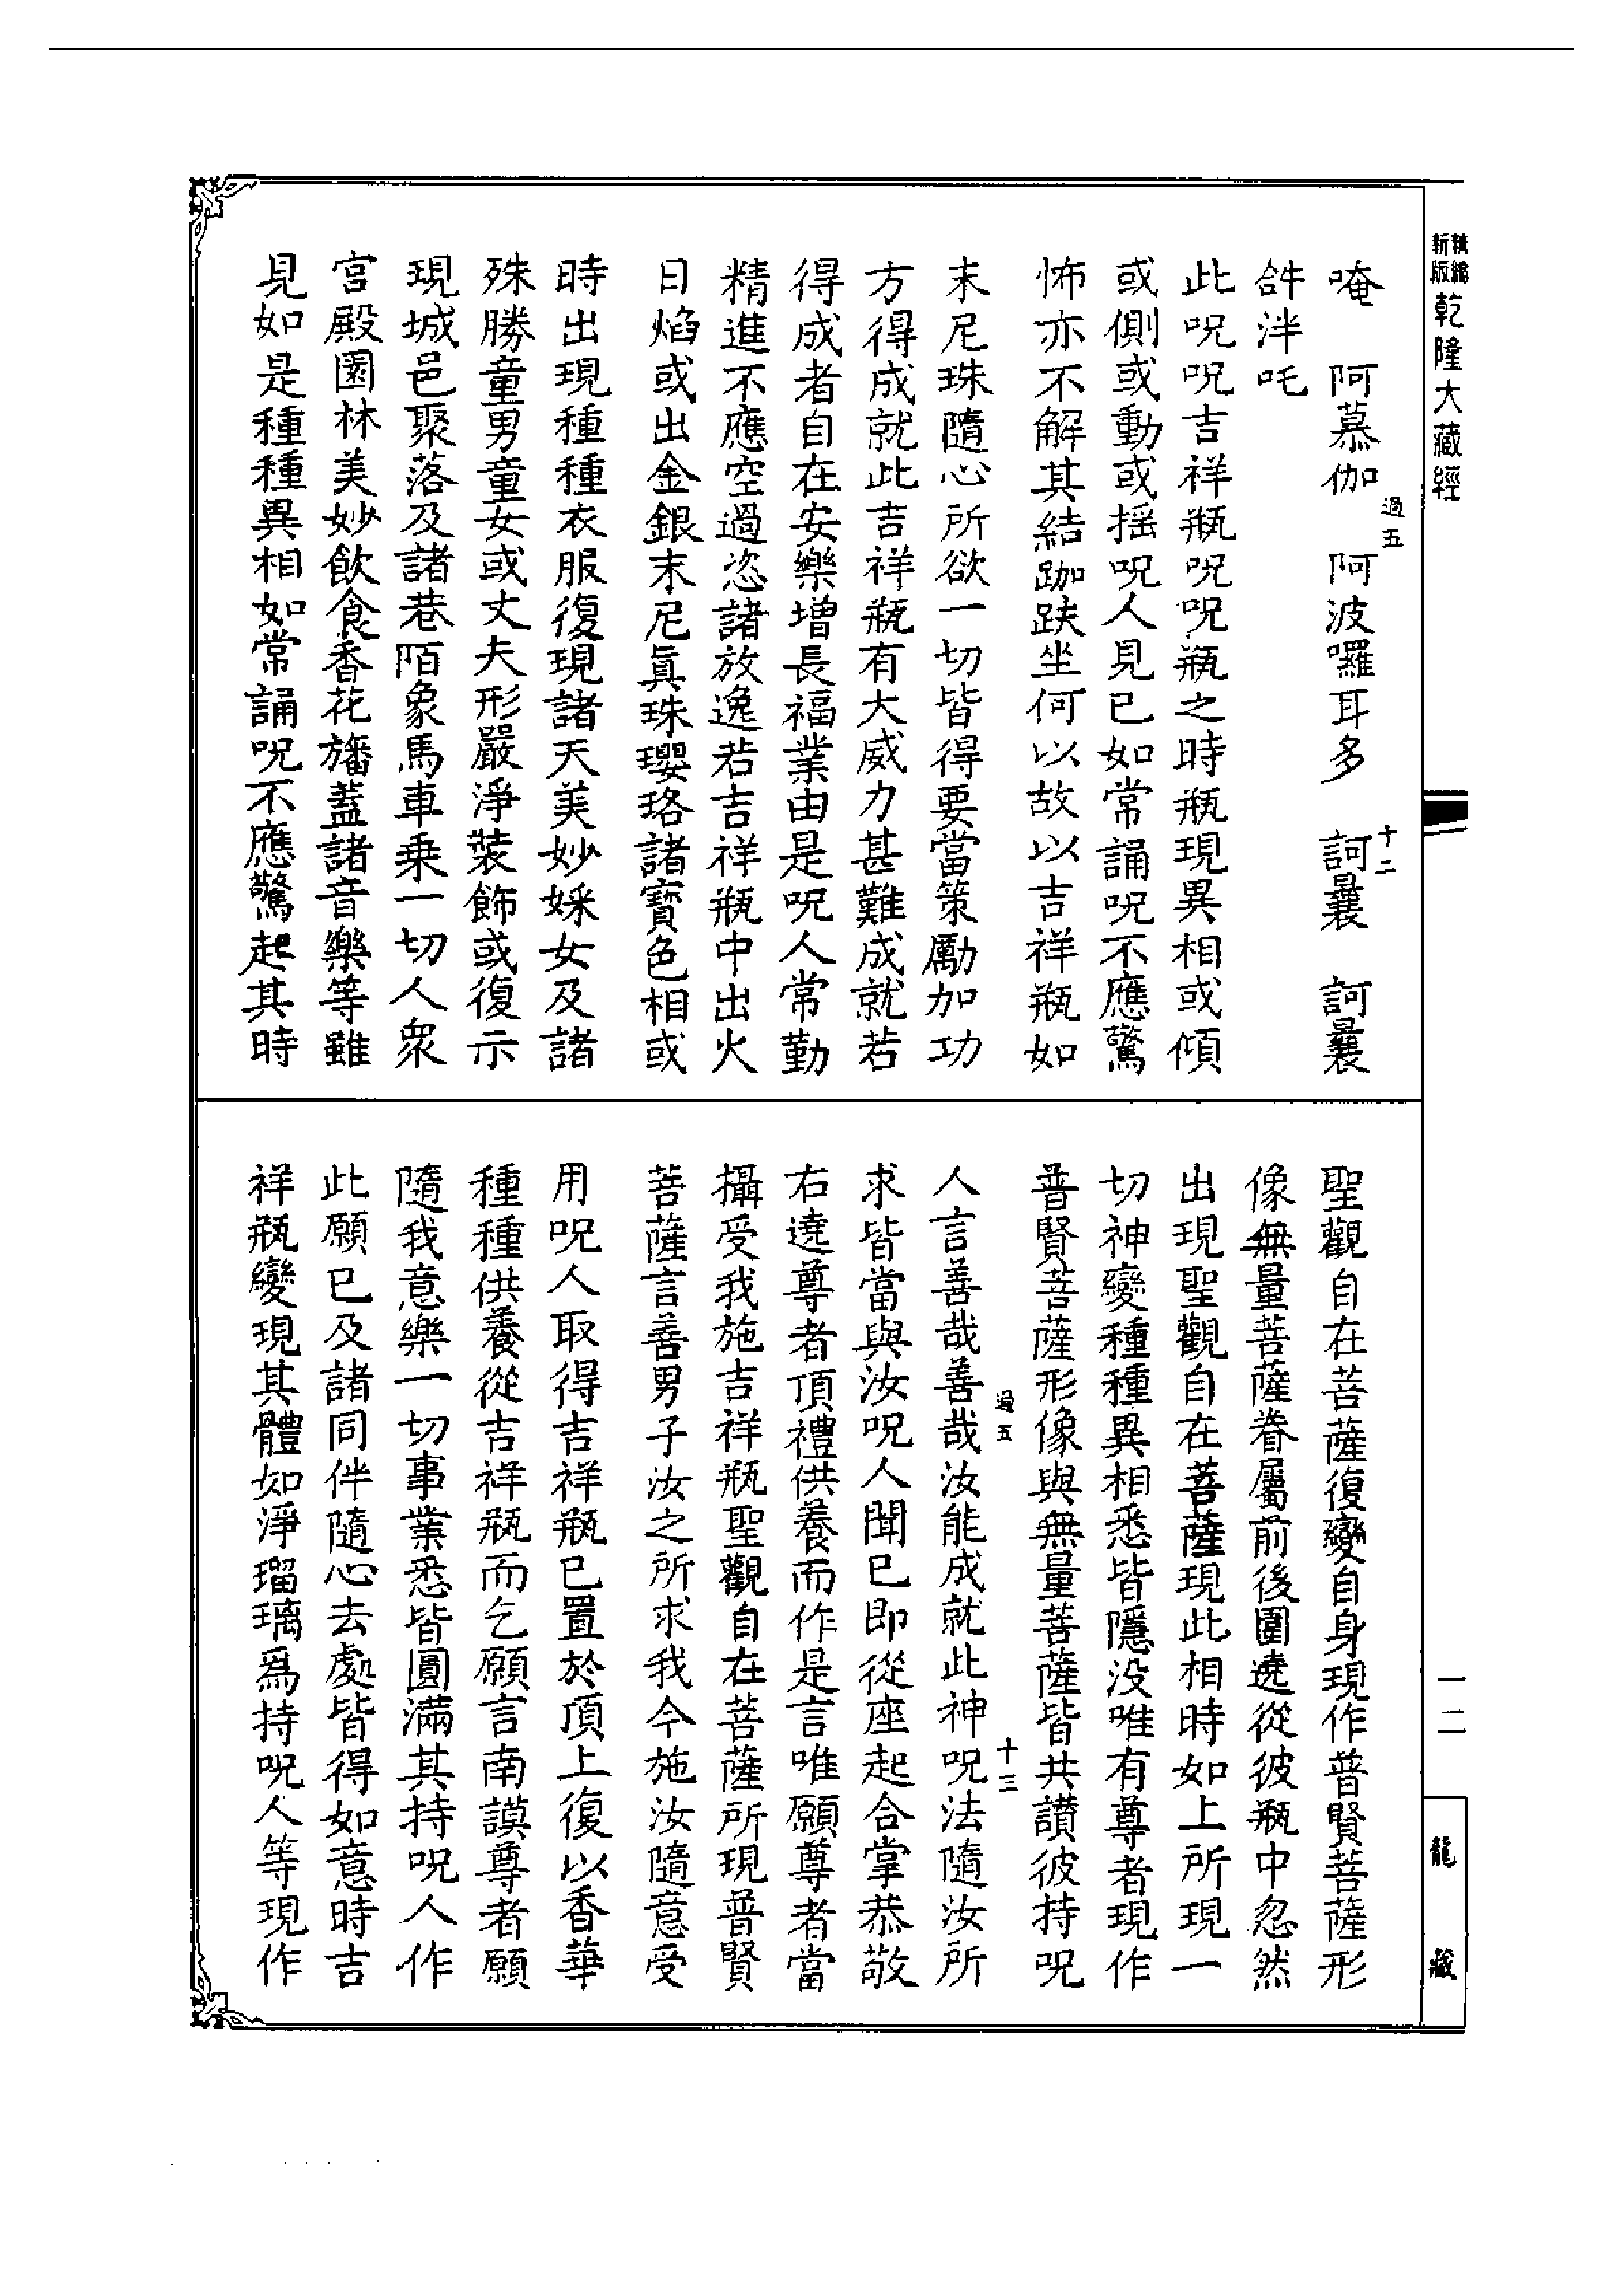 精縮新版乾隆大藏經
唵 阿慕伽 阿波囉耳多 訶曩 訶曩
過五
十二
𤙖泮吒
此呪呪吉祥瓶呪呪瓶之時瓶現異相或傾
或側或動或搖呪人見已如常誦呪不應驚
怖亦不解其結跏趺坐何以故以吉祥瓶如
末尼珠隨心所欲一切皆得要當策勵加功
方得成就此吉祥瓶有大威力甚難成就若
得成者自在安樂增長福業由是呪人常勤
精進不應空過恣諸放逸若吉祥瓶中出火
日焰或出金銀末尼眞珠瓔珞諸寶色相或
時出現種種衣服復現諸天美妙婇女及諸
殊勝童男童女或丈夫形嚴淨裝飾或復示
現城邑聚落及諸巷陌象馬車乗一切人衆
宮殿園林美妙飲食香花旛蓋諸音樂等雖
見如是種種異相如常誦呪不應驚起其時
聖觀自在菩薩復變自身現作普賢菩薩形
像無量菩薩眷屬前後圍遶從彼瓶中忽然
出現聖觀自在菩薩現此相時如上所現一
切神變種種異相悉皆隱没唯有尊者現作
普賢菩薩形像與無量菩薩皆共讃彼持呪
過五
十三
人言善哉善哉汝能成就此神呪法隨汝所
求皆當與汝呪人聞已即從座起合掌恭敬
右遶尊者頂禮供養而作是言唯願尊者當
攝受我施吉祥瓶聖觀自在菩薩所現普賢
菩薩言善男子汝之所求我今施汝隨意受
用呪人取得吉祥瓶已置於頂上復以香華
種種供養從吉祥瓶而乞願言南謨尊者願
隨我意樂一切事業悉皆圓滿其持呪人作
此願已及諸同伴隨心去處皆得如意時吉
祥瓶變現其體如淨瑠璃爲持呪人等現作
一二
龍藏